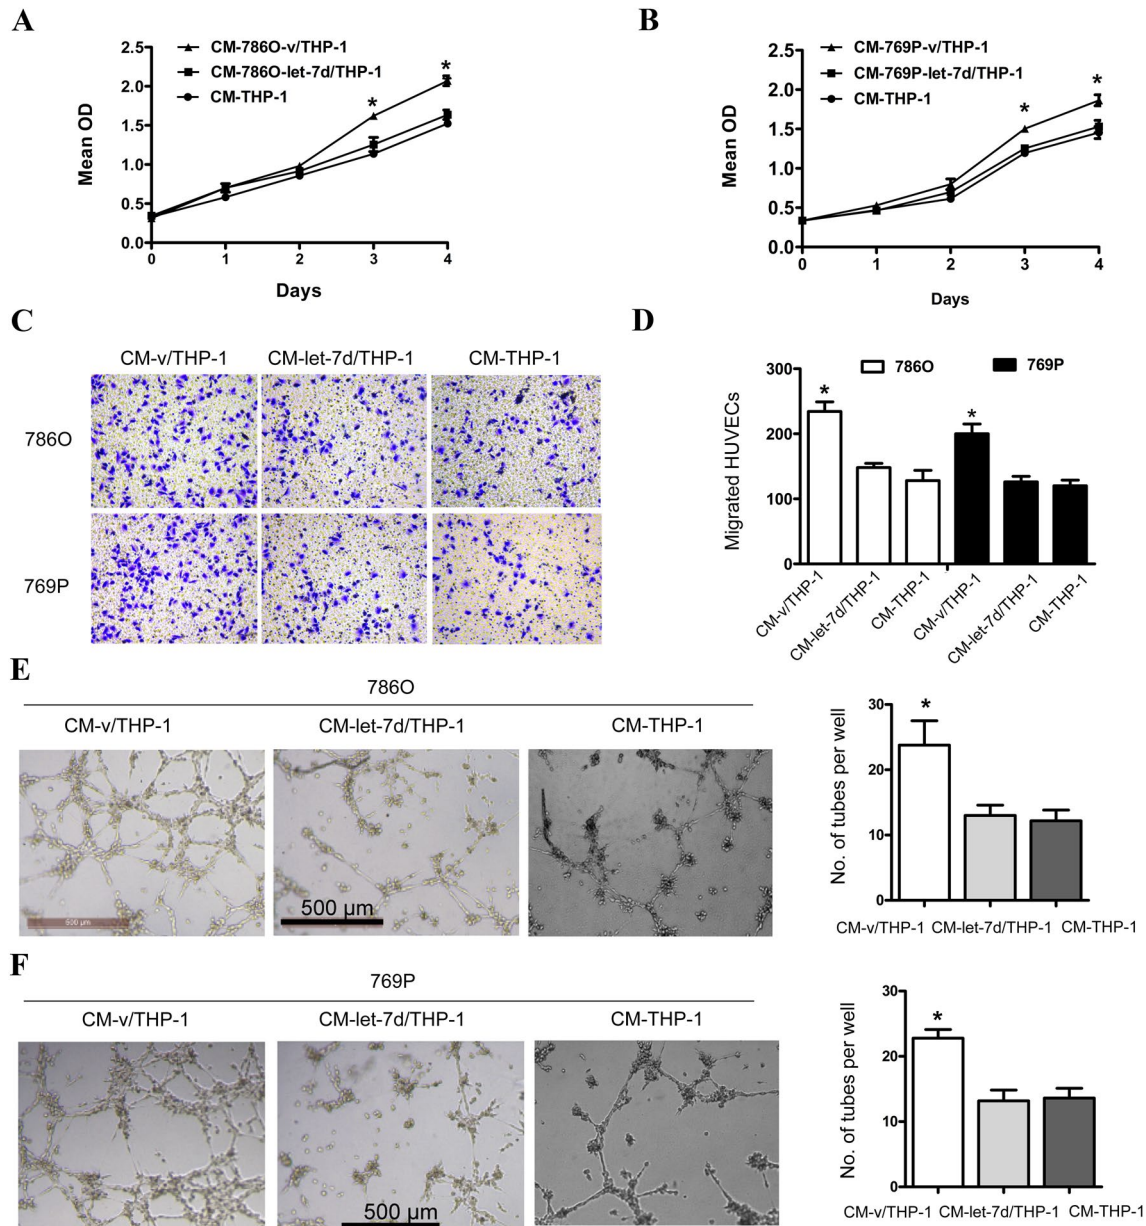 A
CM-786O-v/THP-1
CM-786O-let-7d/THP-1
CM-THP-1
Mean OD
2.5
2.0
1.5
1.0
0.5
0.0
* *
0 1 2 3 4
Days
B
CM-769P-v/THP-1
CM-769P-let-7d/THP-1
CM-THP-1
Mean OD
2.5
2.0
1.5
1.0
0.5
0.0
* *
0 1 2 3 4
Days
C
CM-v/THP-1 CM-let-7d/THP-1 CM-THP-1
786O
769P
D
786O 769P
Migrated HUVECs
300
200
100
0
* *
CM-v/THP-1 CM-let-7d/THP-1 CM-THP-1 CM-v/THP-1 CM-let-7d/THP-1 CM-THP-1
E
786O
CM-v/THP-1 CM-let-7d/THP-1 CM-THP-1
500 µm
500 µm
No. of tubes per well
30
20
10
0
*
CM-v/THP-1 CM-let-7d/THP-1 CM-THP-1
F
769P
CM-v/THP-1 CM-let-7d/THP-1 CM-THP-1
500 µm
No. of tubes per well
30
20
10
0
*
CM-v/THP-1 CM-let-7d/THP-1 CM-THP-1